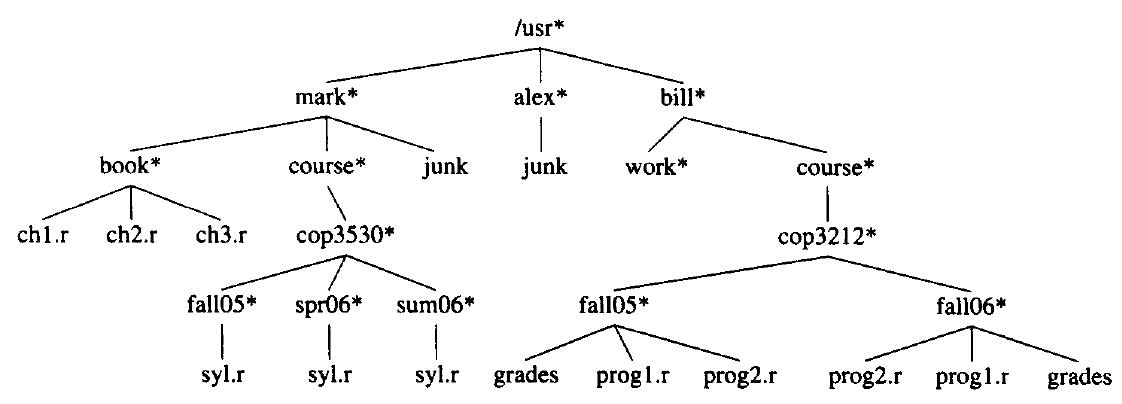 /usr*
mark* alex* bill*
book* course* junk junk work* course*
ch1.r ch2.r ch3.r cop3530* cop3212*
fall05* spr06* sum06* fall05* fall06*
syl.r syl.r syl.r grades prog1.r prog2.r prog2.r prog1.r grades